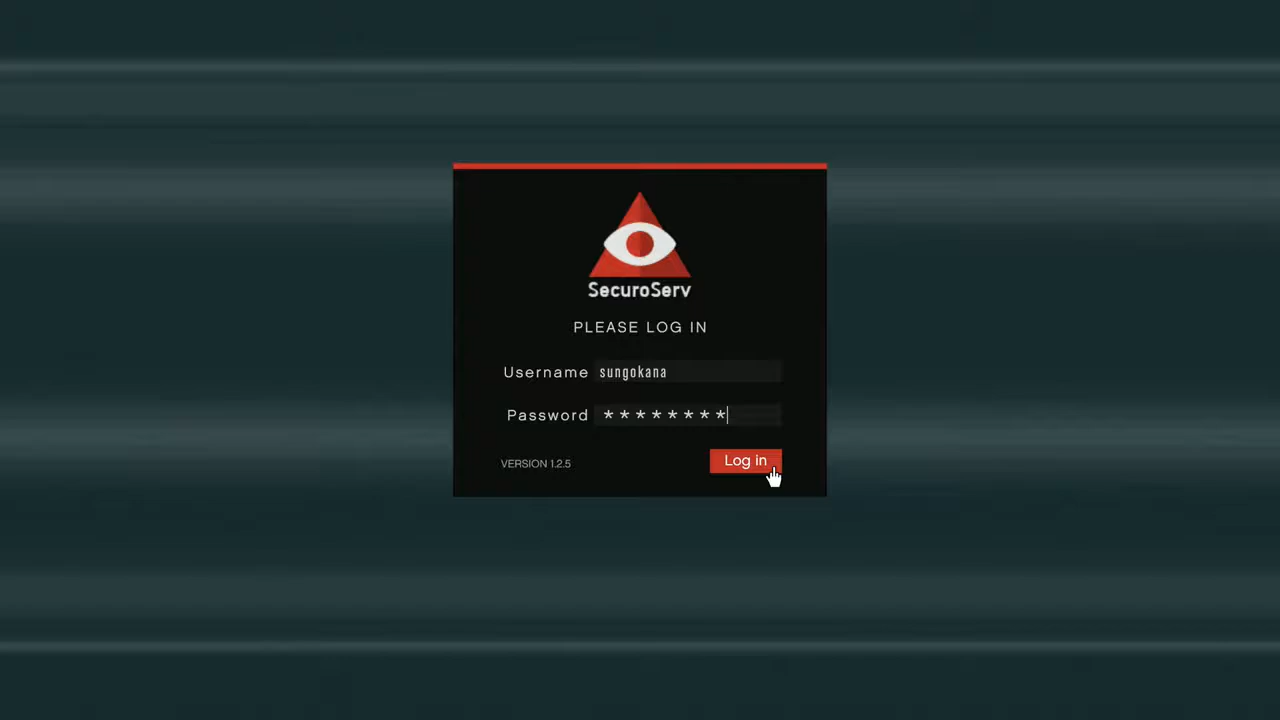 SecuroServ
PLEASE LOG IN
Username sungokana
Password ********
VERSION 1.2.5 Log in